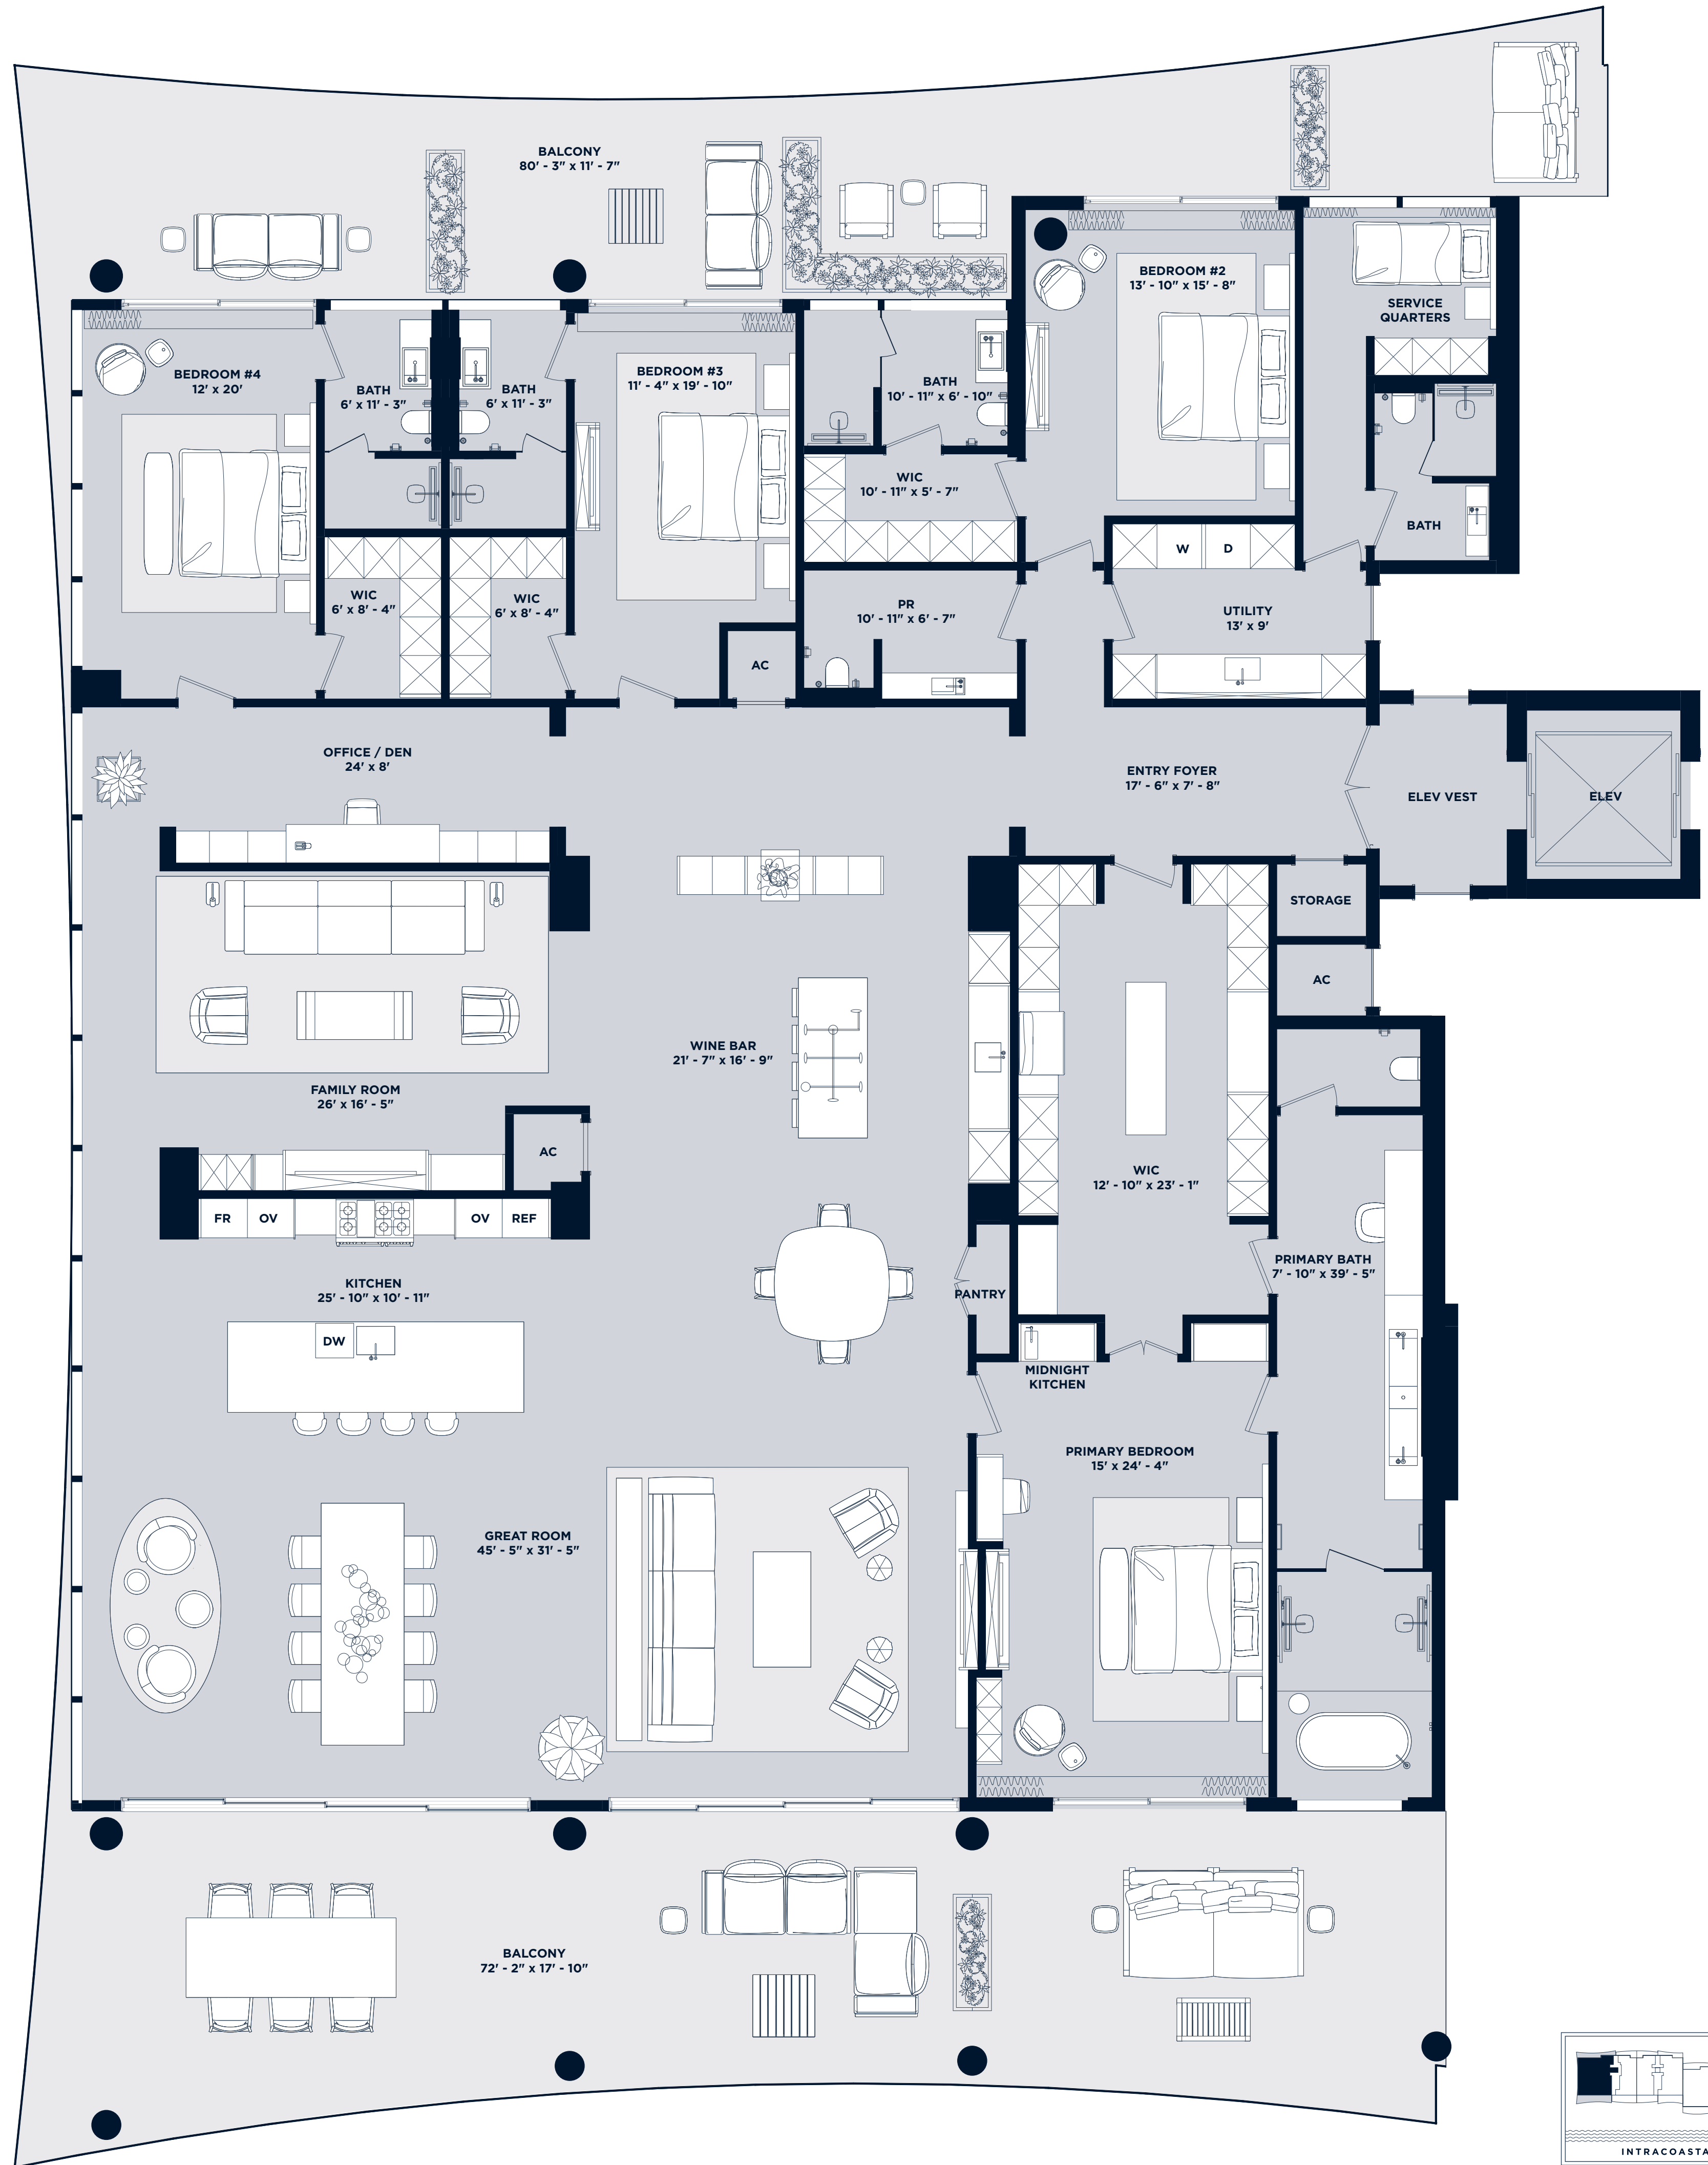 BALCONY
80' - 3" x 11' - 7"
BEDROOM #2
13' - 10" x 15' - 8"
SERVICE
QUARTERS
BEDROOM #4
12' x 20'
BATH
6' x 11' - 3"
BATH
6' x 11' - 3"
BEDROOM #3
11' - 4" x 19' - 10"
BATH
10' - 11" x 6' - 10"
WIC
10' - 11" x 5' - 7"
BATH
W
D
WIC
6' x 8' - 4"
WIC
6' x 8' - 4"
PR
10' - 11" x 6' - 7"
UTILITY
13' x 9'
AC
OFFICE / DEN
24' x 8'
ENTRY FOYER
17' - 6" x 7' - 8"
ELEV VEST
ELEV
STORAGE
AC
WINE BAR
21' - 7" x 16' - 9"
FAMILY ROOM
26' x 16' - 5"
AC
WIC
12' - 10" x 23' - 1"
FR
OV
OV
REF
KITCHEN
25' - 10" x 10' - 11"
PANTRY
PRIMARY BATH
7' - 10" x 39' - 5"
DW
MIDNIGHT
KITCHEN
PRIMARY BEDROOM
15' x 24' - 4"
GREAT ROOM
45' - 5" x 31' - 5"
BALCONY
72' - 2" x 17' - 10"
INTRACOASTA